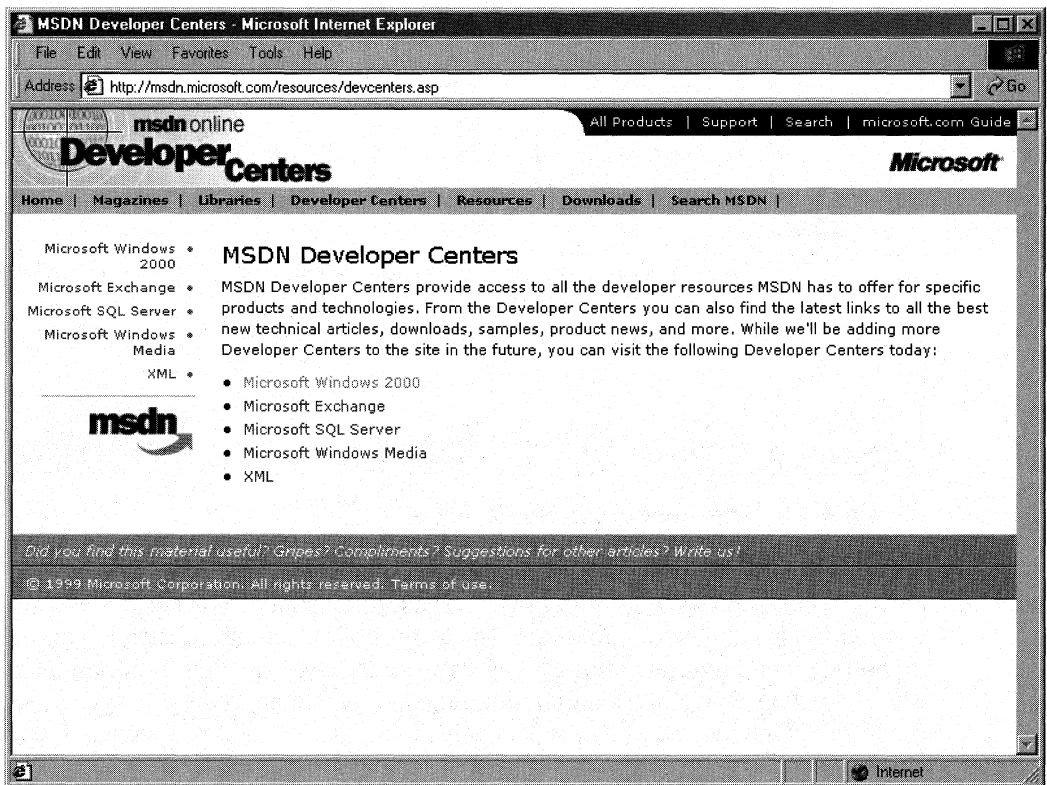 MSDN Developer Centers - Microsoft Internet Explorer
File Edit View Favorites Tools Help
Address http://msdn.microsoft.com/resources/devcenters.asp Go
msdn online
Developer Centers
All Products | Support | Search | microsoft.com Guide
Microsoft
Home | Magazines | Libraries | Developer Centers | Resources | Downloads | Search MSDN |
Microsoft Windows
2000
Microsoft Exchange
Microsoft SQL Server
Microsoft Windows
Media
XML
msdn
MSDN Developer Centers
MSDN Developer Centers provide access to all the developer resources MSDN has to offer for specific
products and technologies. From the Developer Centers you can also find the latest links to all the best
new technical articles, downloads, samples, product news, and more. While we'll be adding more
Developer Centers to the site in the future, you can visit the following Developer Centers today:
• Microsoft Windows 2000
• Microsoft Exchange
• Microsoft SQL Server
• Microsoft Windows Media
• XML
Did you find this material useful? Gripes? Compliments? Suggestions for other articles? Write us!
© 1999 Microsoft Corporation. All rights reserved. Terms of use.
Internet